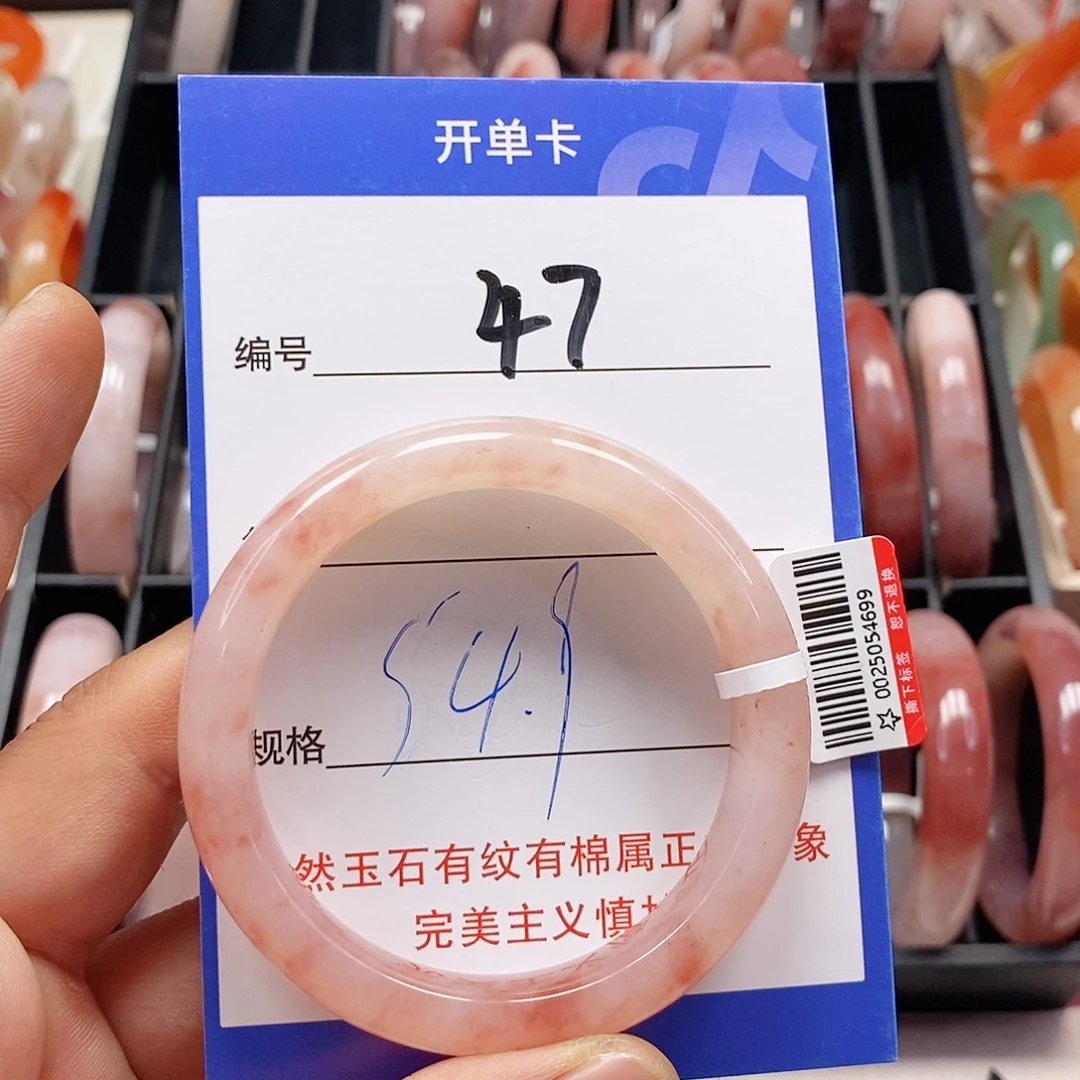 开单卡
编号 47
规格 54.9
然玉石有纹有棉属正 象
完美主义慎
0025054699
撕下标签 恕不退换